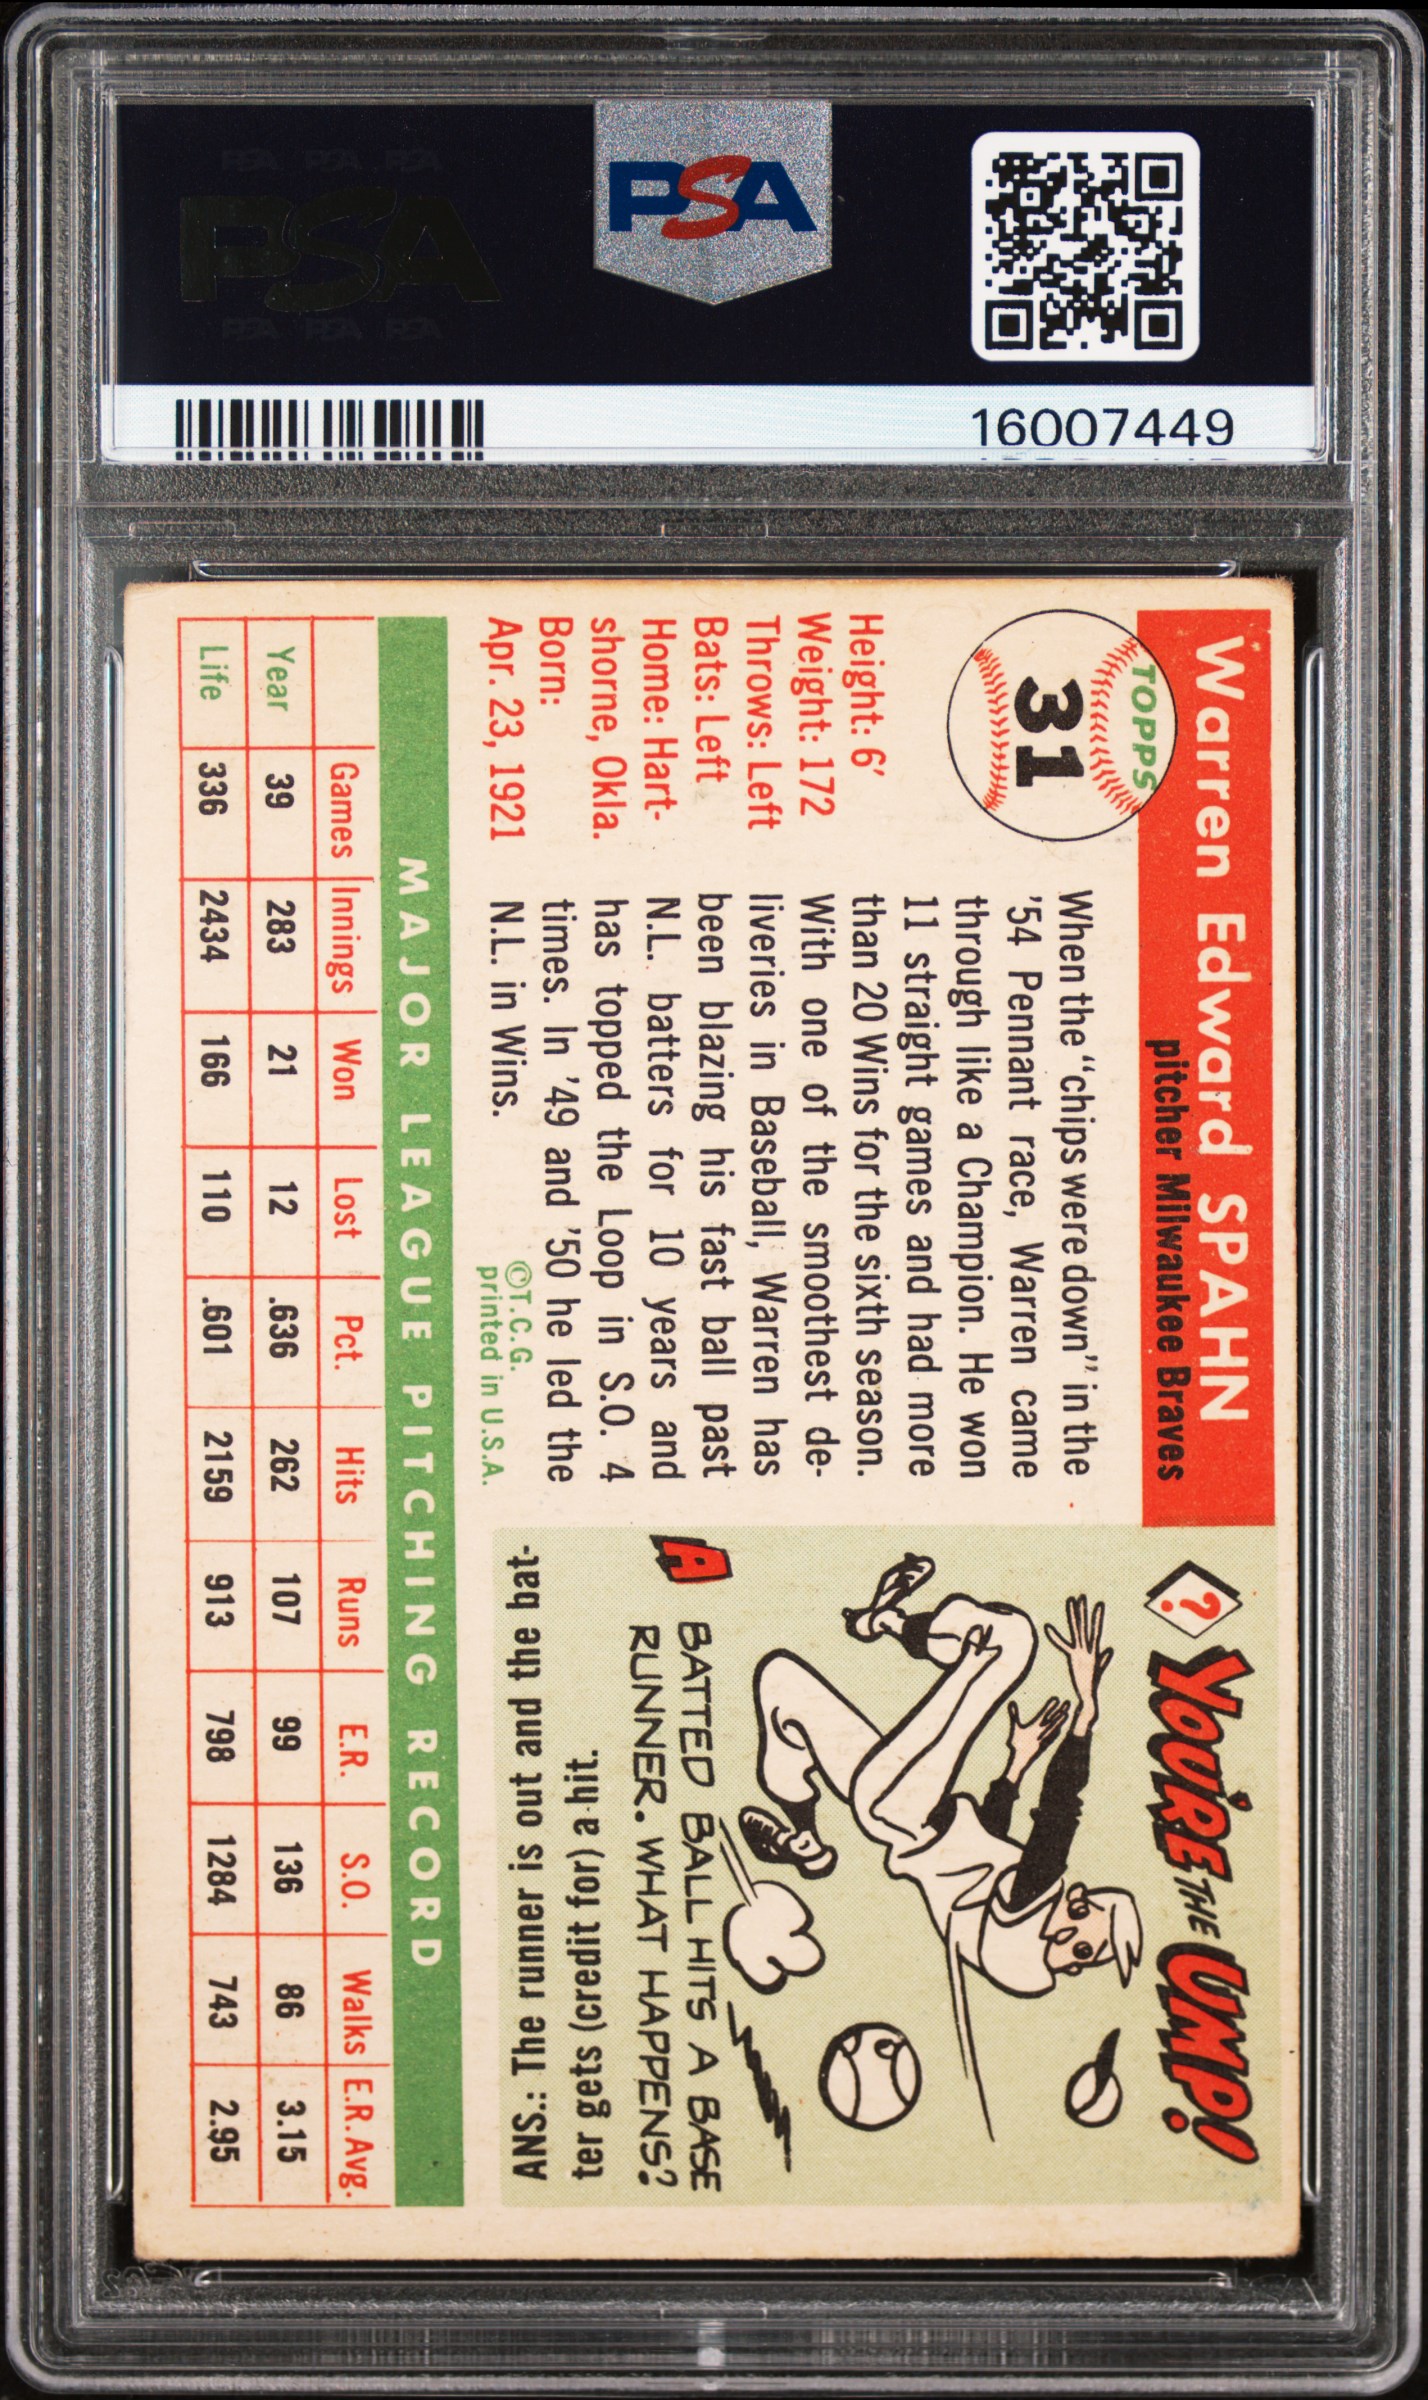 PSA PSA PSA
PSA
PSA PSA PSA
PSA
16007449
Warren Edward SPAHN
pitcher Milwaukee Braves
TOPPS
31
Height: 6'
Weight: 172
Throws: Left
Bats: Left
Home: Hart-
shorne, Okla.
Born:
Apr. 23, 1921
When the "chips were down" in the
'54 Pennant race, Warren came
through like a Champion. He won
11 straight games and had more
than 20 Wins for the sixth season.
With one of the smoothest de-
liveries in Baseball, Warren has
been blazing his fast ball past
N.L. batters for 10 years and
has topped the Loop in S.O. 4
times. In '49 and '50 he led the
N.L. in Wins.
©T.C.G.
printed in U.S.A.
?
YOU'RE THE UMP!
A BATTED BALL HITS A BASE
RUNNER. WHAT HAPPENS?
ANS.: The runner is out and the bat-
ter gets (credit for) a hit.
MAJOR LEAGUE PITCHING RECORD
Games Innings Won Lost Pct. Hits Runs E.R. S.O. Walks E.R. Avg.
Year 39 283 21 12 .636 262 107 99 136 86 3.15
Life 336 2434 166 110 .601 2159 913 798 1284 743 2.95